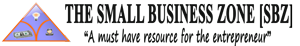 THE SMALL BUSINESS ZONE [SBZ]
"A must have resource for the entrepreneur"